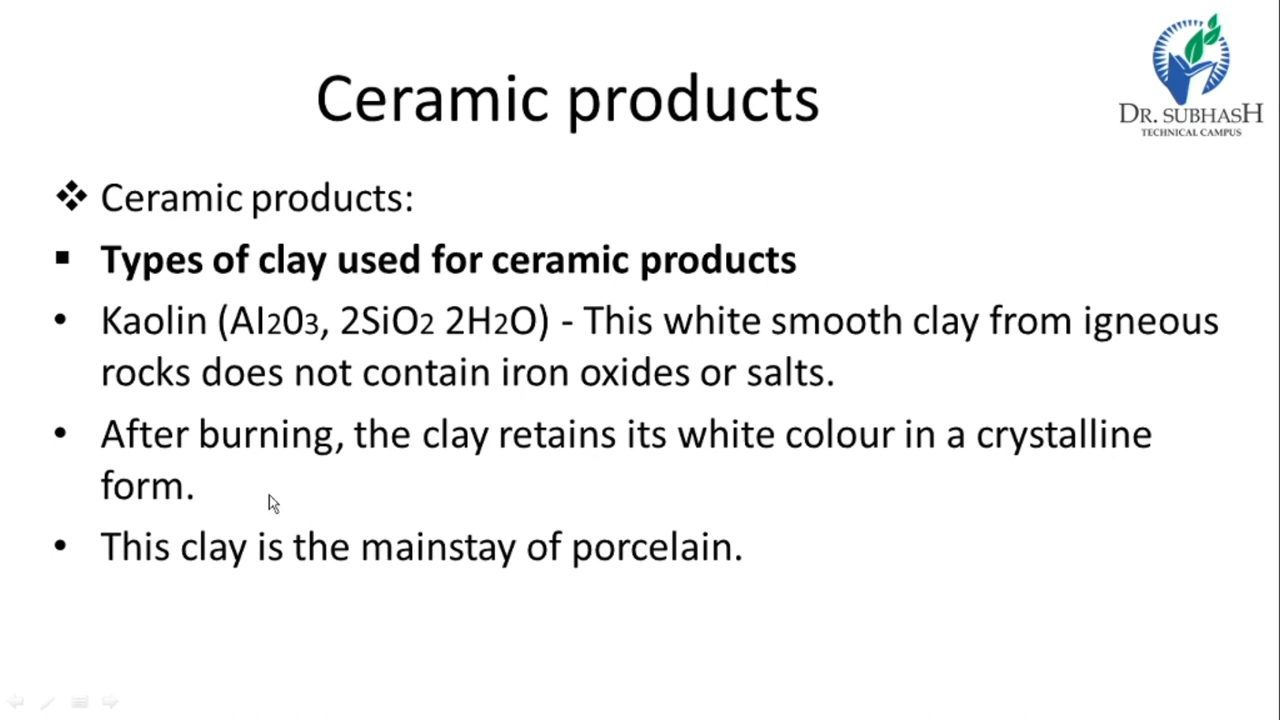 DR. SUBHASH
TECHNICAL CAMPUS
Ceramic products
❖ Ceramic products:
▪ Types of clay used for ceramic products
• Kaolin (AI203, 2SiO2 2H2O) - This white smooth clay from igneous
rocks does not contain iron oxides or salts.
• After burning, the clay retains its white colour in a crystalline
form.
• This clay is the mainstay of porcelain.